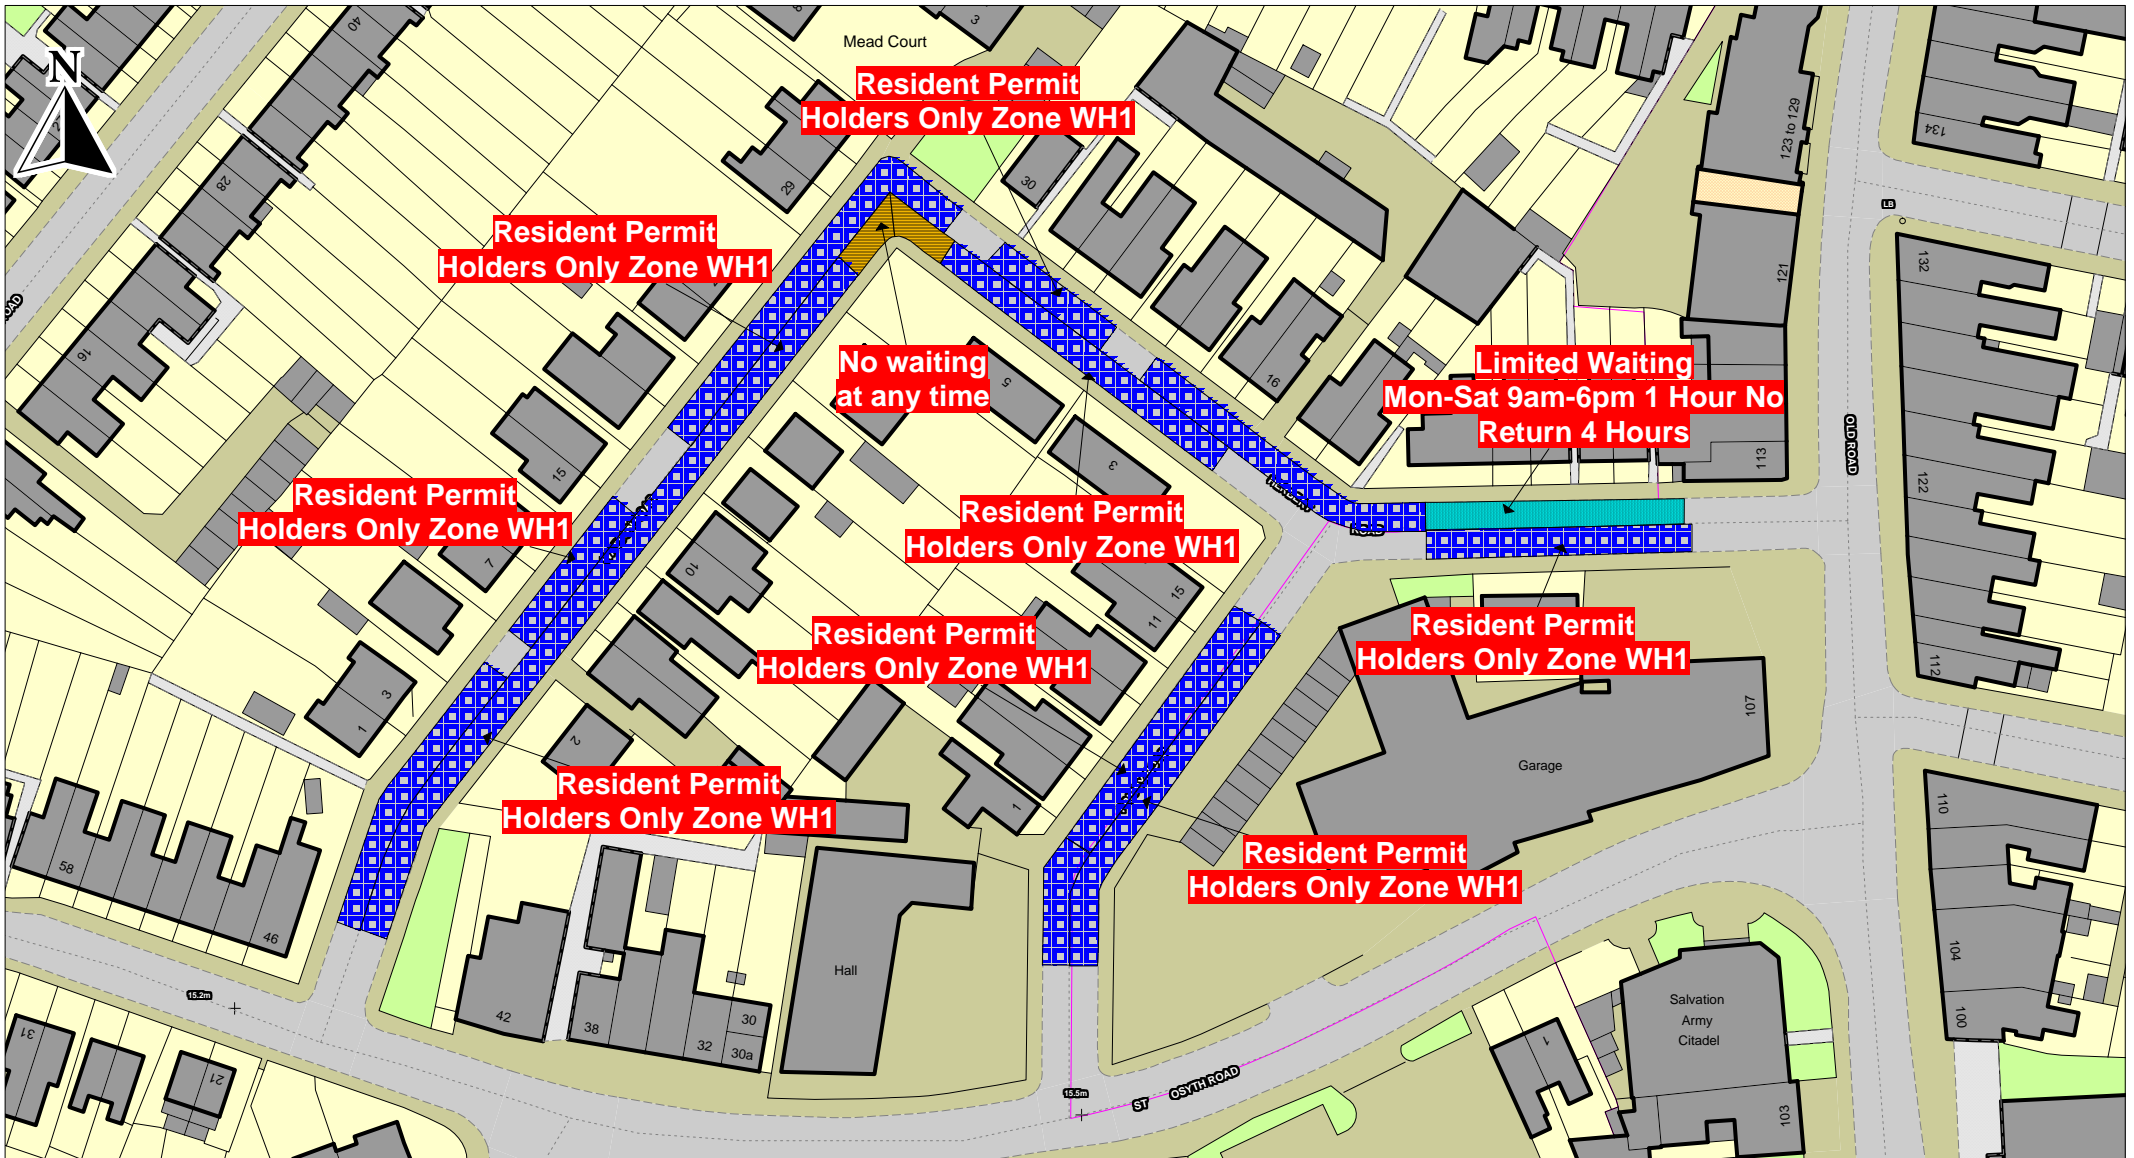 40
8
3
Mead Court
N
Resident Permit
Holders Only Zone WH1
123 to 129
134
28
29
30
LB
Resident Permit
Holders Only Zone WH1
121
132
16
No waiting
at any time
5
16
Limited Waiting
Mon-Sat 9am-6pm 1 Hour No
Return 4 Hours
OLD ROAD
113
122
3
15
Resident Permit
Holders Only Zone WH1
Resident Permit
Holders Only Zone WH1
ROAD
7
10
15
11
Resident Permit
Holders Only Zone WH1
Resident Permit
Holders Only Zone WH1
112
3
1
2
107
Garage
Resident Permit
Holders Only Zone WH1
1
110
58
46
Resident Permit
Holders Only Zone WH1
104
Hall
15.2m
42
38
32
30
30a
Salvation
Army
Citadel
100
31
21
1
15.5m
ST OSYTH ROAD
103